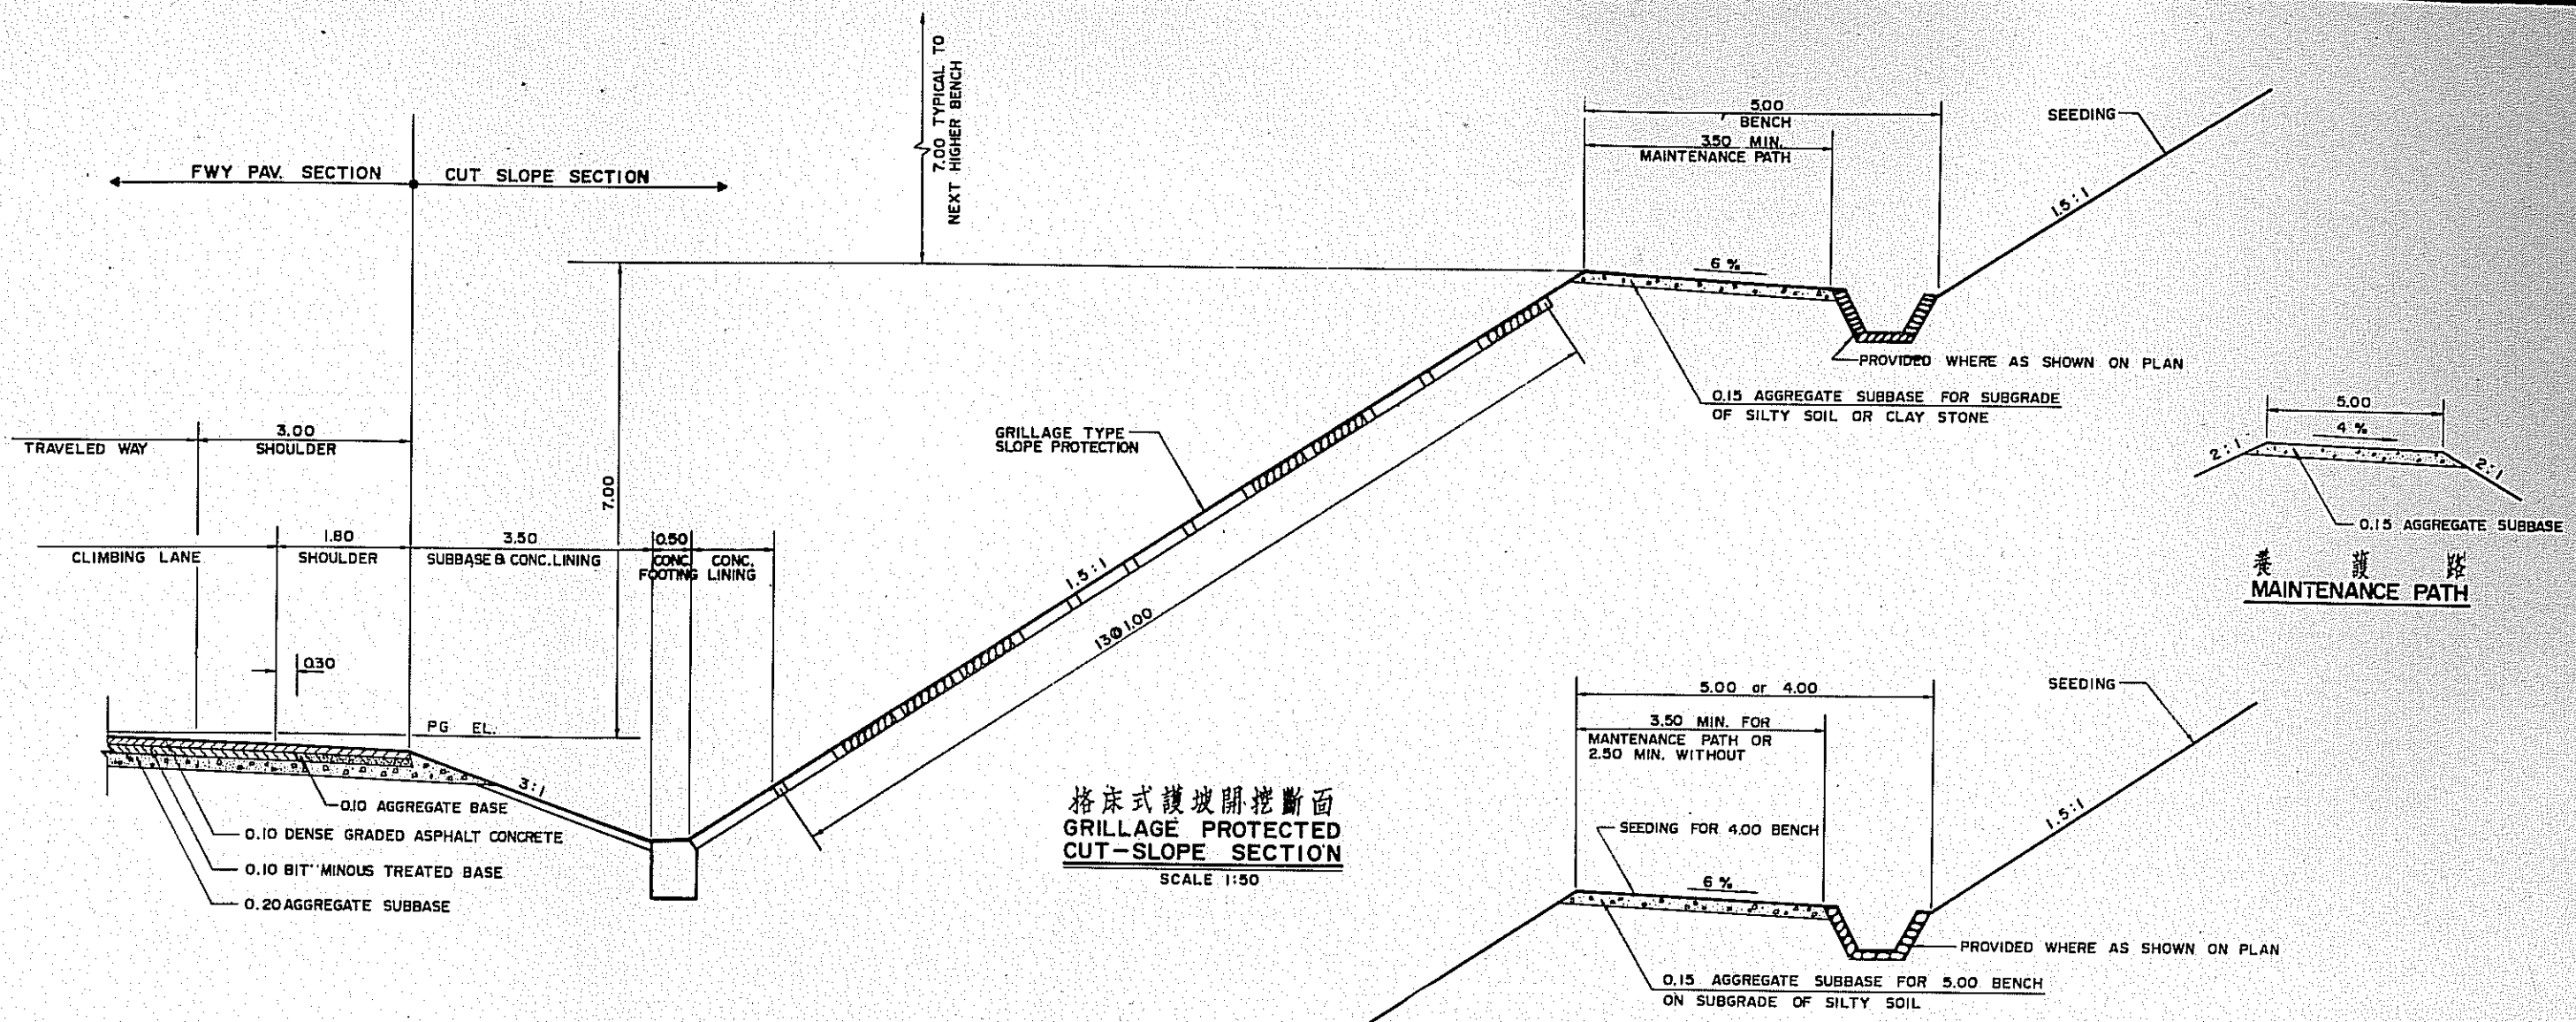 7.00 TYPICAL TO
NEXT HIGHER BENCH
FWY PAV. SECTION
CUT SLOPE SECTION
5.00
BENCH
3.50 MIN.
MAINTENANCE PATH
SEEDING
1.5:1
6 %
PROVIDED WHERE AS SHOWN ON PLAN
0.15 AGGREGATE SUBBASE FOR SUBGRADE
OF SILTY SOIL OR CLAY STONE
TRAVELED WAY
3.00
SHOULDER
7.00
GRILLAGE TYPE
SLOPE PROTECTION
CLIMBING LANE
1.80
SHOULDER
3.50
SUBBASE & CONC. LINING
0.50
CONC.
FOOTING
CONC.
LINING
0.30
1.5:1
13@1.00
PG EL.
3:1
0.10 AGGREGATE BASE
0.10 DENSE GRADED ASPHALT CONCRETE
0.10 BIT"MINOUS TREATED BASE
0.20 AGGREGATE SUBBASE
格床式護坡開挖斷面
GRILLAGE PROTECTED
CUT-SLOPE SECTION
SCALE 1:50
5.00
4 %
2:1
2:1
0.15 AGGREGATE SUBBASE
養 護 路
MAINTENANCE PATH
5.00 or 4.00
3.50 MIN. FOR
MANTENANCE PATH OR
2.50 MIN. WITHOUT
SEEDING
1.5:1
SEEDING FOR 4.00 BENCH
6 %
PROVIDED WHERE AS SHOWN ON PLAN
0.15 AGGREGATE SUBBASE FOR 5.00 BENCH
ON SUBGRADE OF SILTY SOIL